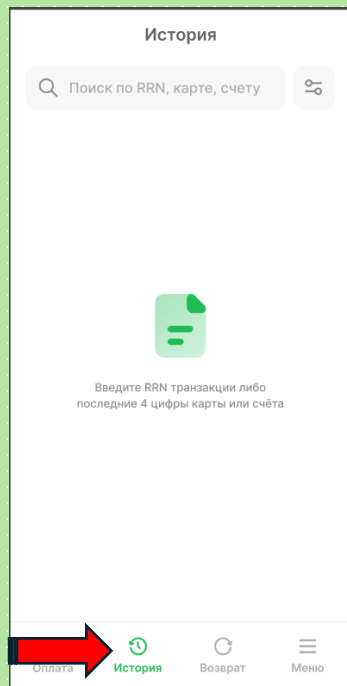 История
Поиск по RRN, карте, счету
Введите RRN транзакции либо
последние 4 цифры карты или счёта
Оплата История Возврат Меню